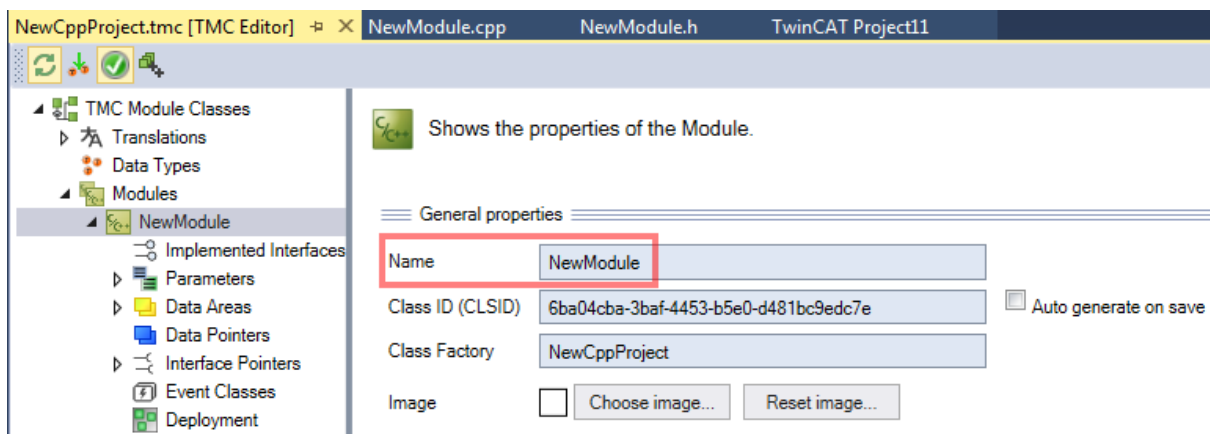 NewCppProject.tmc [TMC Editor] NewModule.cpp NewModule.h TwinCAT Project11
TMC Module Classes
Translations
Data Types
Modules
NewModule
Implemented Interfaces
Parameters
Data Areas
Data Pointers
Interface Pointers
Event Classes
Deployment
Shows the properties of the Module.
General properties
Name NewModule
Class ID (CLSID) 6ba04cba-3baf-4453-b5e0-d481bc9edc7e Auto generate on save
Class Factory NewCppProject
Image Choose image... Reset image...